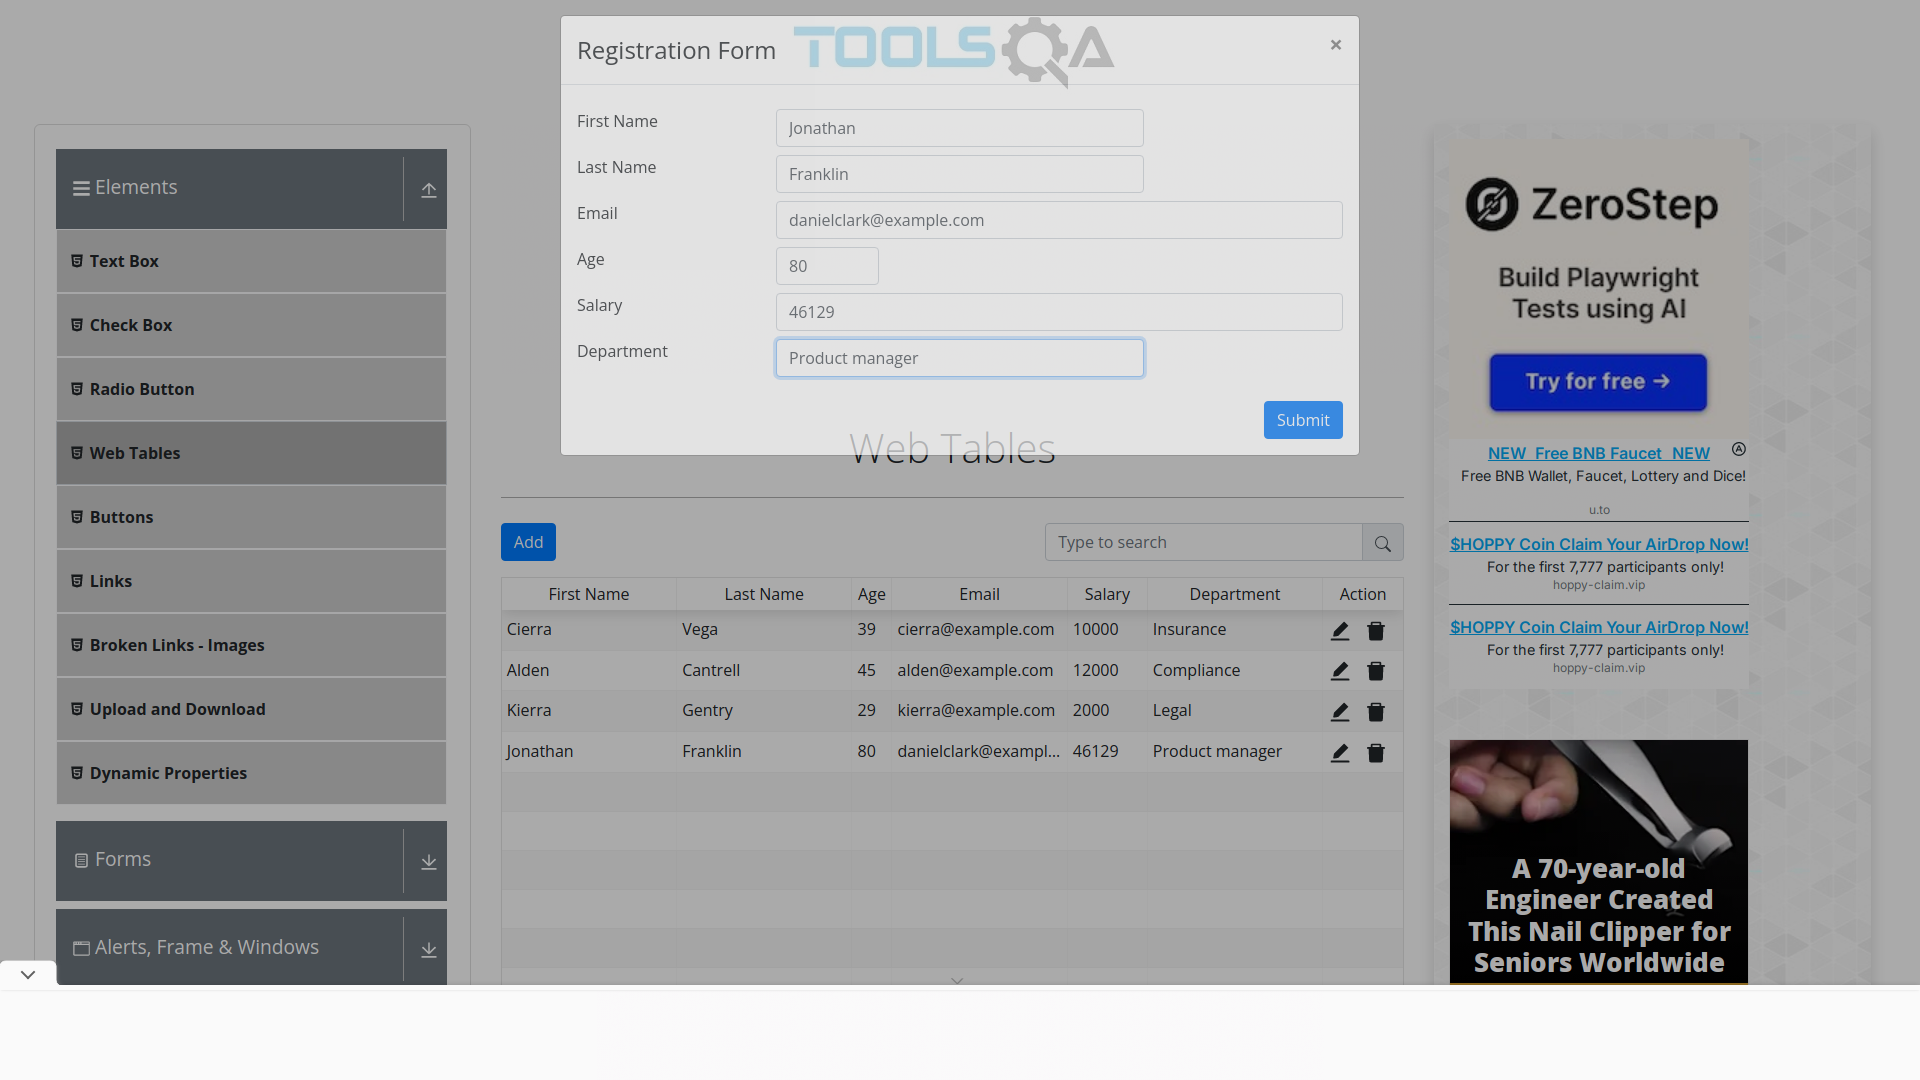 Registration Form
TOOLSQA
×
First Name
Jonathan
Last Name
Franklin
Email
danielclark@example.com
Age
80
Salary
46129
Department
Product manager
Submit
Elements
Text Box
Check Box
Radio Button
Web Tables
Buttons
Links
Broken Links - Images
Upload and Download
Dynamic Properties
Forms
Alerts, Frame & Windows
Web Tables
Add
Type to search
First Name Last Name Age Email Salary Department Action
Cierra Vega 39 cierra@example.com 10000 Insurance
Alden Cantrell 45 alden@example.com 12000 Compliance
Kierra Gentry 29 kierra@example.com 2000 Legal
Jonathan Franklin 80 danielclark@exampl... 46129 Product manager
ZeroStep
Build Playwright
Tests using AI
Try for free →
NEW Free BNB Faucet NEW
Free BNB Wallet, Faucet, Lottery and Dice!
u.to
$HOPPY Coin Claim Your AirDrop Now!
For the first 7,777 participants only!
hoppy-claim.vip
$HOPPY Coin Claim Your AirDrop Now!
For the first 7,777 participants only!
hoppy-claim.vip
A 70-year-old
Engineer Created
This Nail Clipper for
Seniors Worldwide